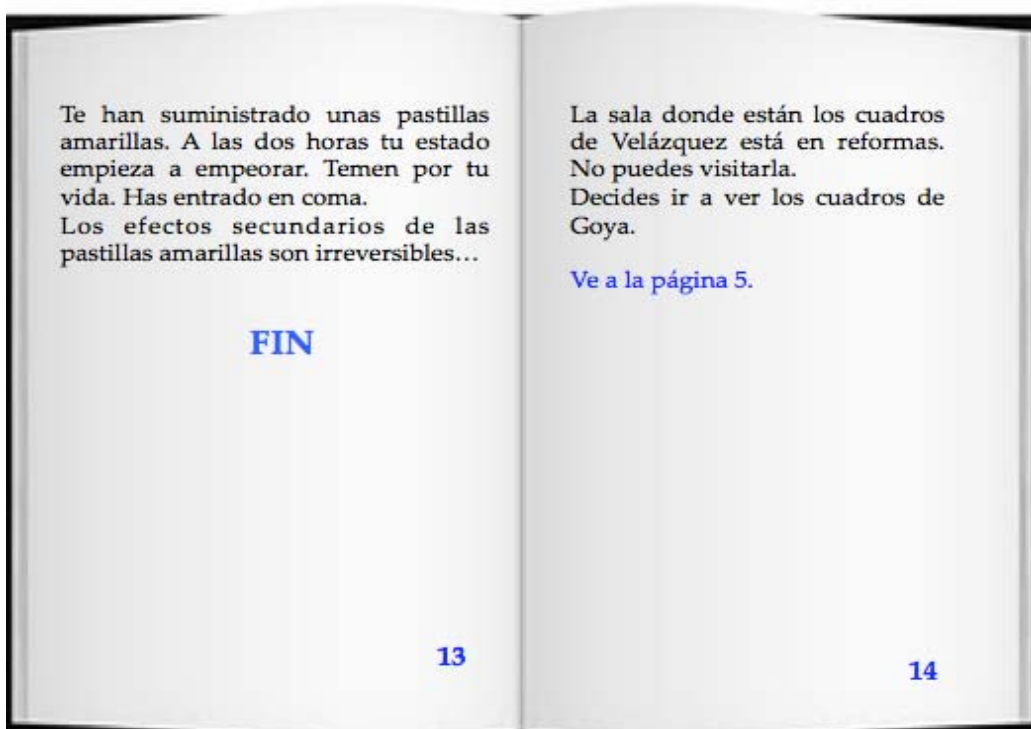 Te han suministrado unas pastillas
amarillas. A las dos horas tu estado
empieza a empeorar. Temen por tu
vida. Has entrado en coma.
Los efectos secundarios de las
pastillas amarillas son irreversibles…
FIN
13
La sala donde están los cuadros
de Velázquez está en reformas.
No puedes visitarla.
Decides ir a ver los cuadros de
Goya.
Ve a la página 5.
14